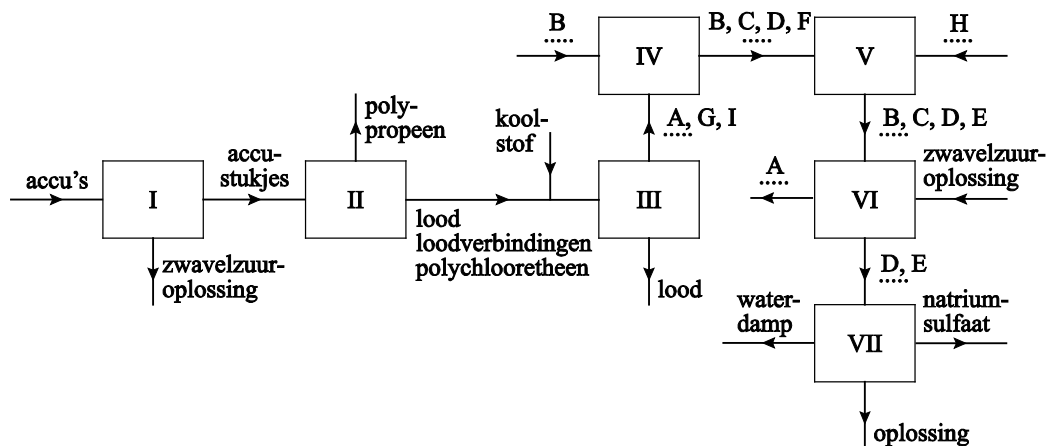 B
B, C, D, F
H
IV
V
poly-
propeen
kool-
stof
A, G, I
B, C, D, E
accu's
I
accu-
stukjes
II
lood
loodverbindingen
polychlooretheen
III
A
VI
zwavelzuur-
oplossing
zwavelzuur-
oplossing
lood
D, E
water-
damp
VII
natrium-
sulfaat
oplossing